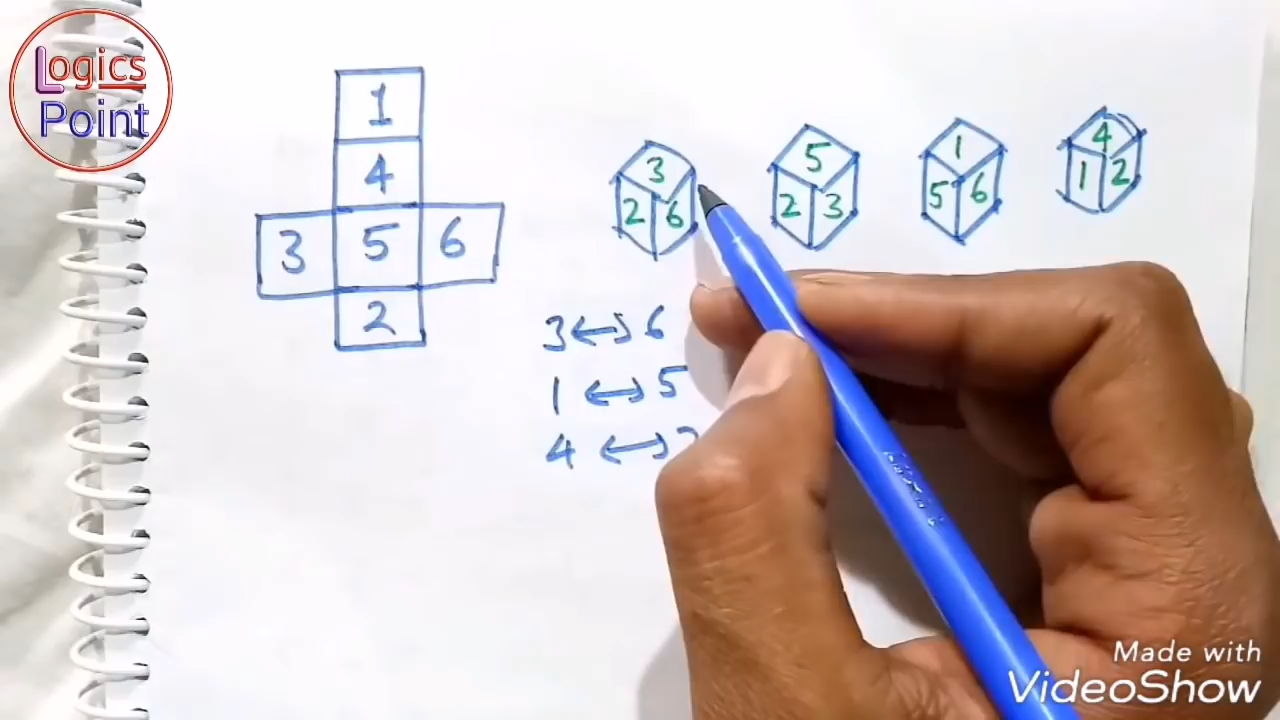 Logics
Point
1
4
3 5 6
2
3
2 6
5
2 3
1
5 6
4
1 2
3 ↔ 6
1 ↔ 5
4 ↔
Made with
VideoShow